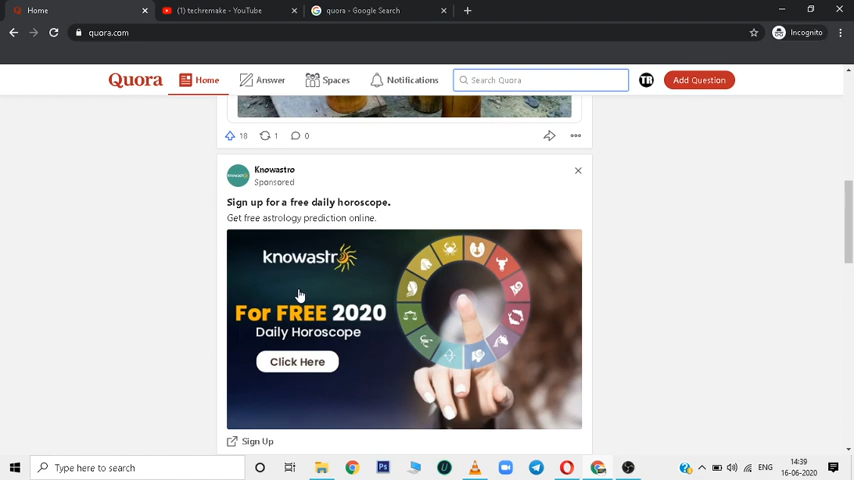 Home
(1) techremake - YouTube
quora - Google Search
quora.com
Incognito
Quora
Home
Answer
Spaces
Notifications
Search Quora
TR
Add Question
18
1
0
Knowastro
Sponsored
Sign up for a free daily horoscope.
Get free astrology prediction online.
knowastro
For FREE 2020
Daily Horoscope
Click Here
Sign Up
Type here to search
Ps
U
ENG
14:39
16-06-2020